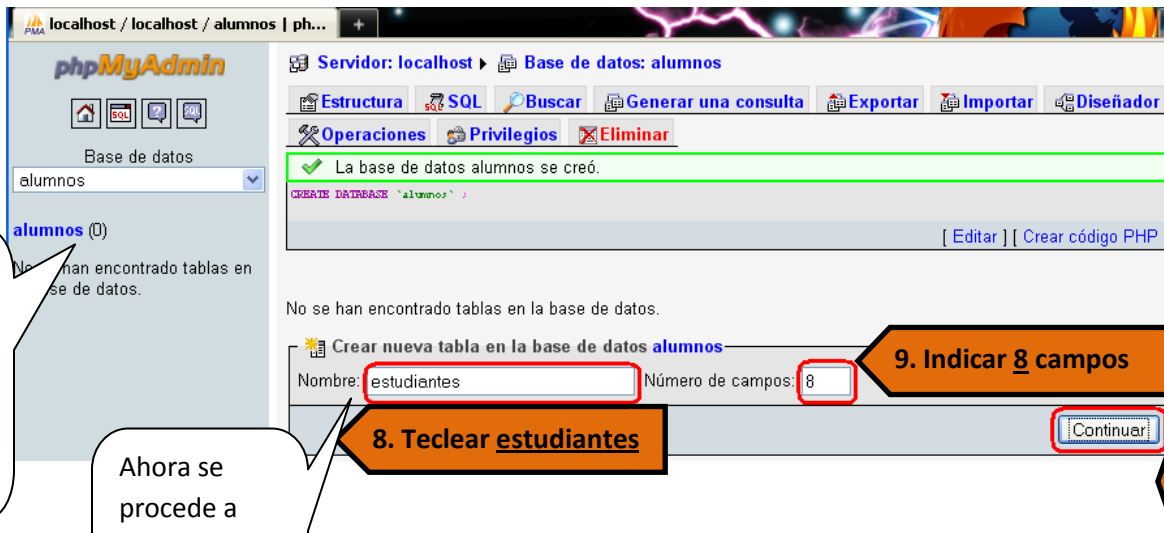 localhost / localhost / alumnos | ph...
phpMyAdmin
Base de datos
alumnos
alumnos (0)
No han encontrado tablas en
se de datos.
Servidor: localhost Base de datos: alumnos
Estructura SQL Buscar Generar una consulta Exportar Importar Diseñador
Operaciones Privilegios Eliminar
La base de datos alumnos se creó.
CREATE DATABASE `alumnos` ;
[ Editar ] [ Crear código PHP
No se han encontrado tablas en la base de datos.
Crear nueva tabla en la base de datos alumnos
Nombre: estudiantes Número de campos: 8
9. Indicar 8 campos
8. Teclear estudiantes
Continuar
Ahora se
procede a